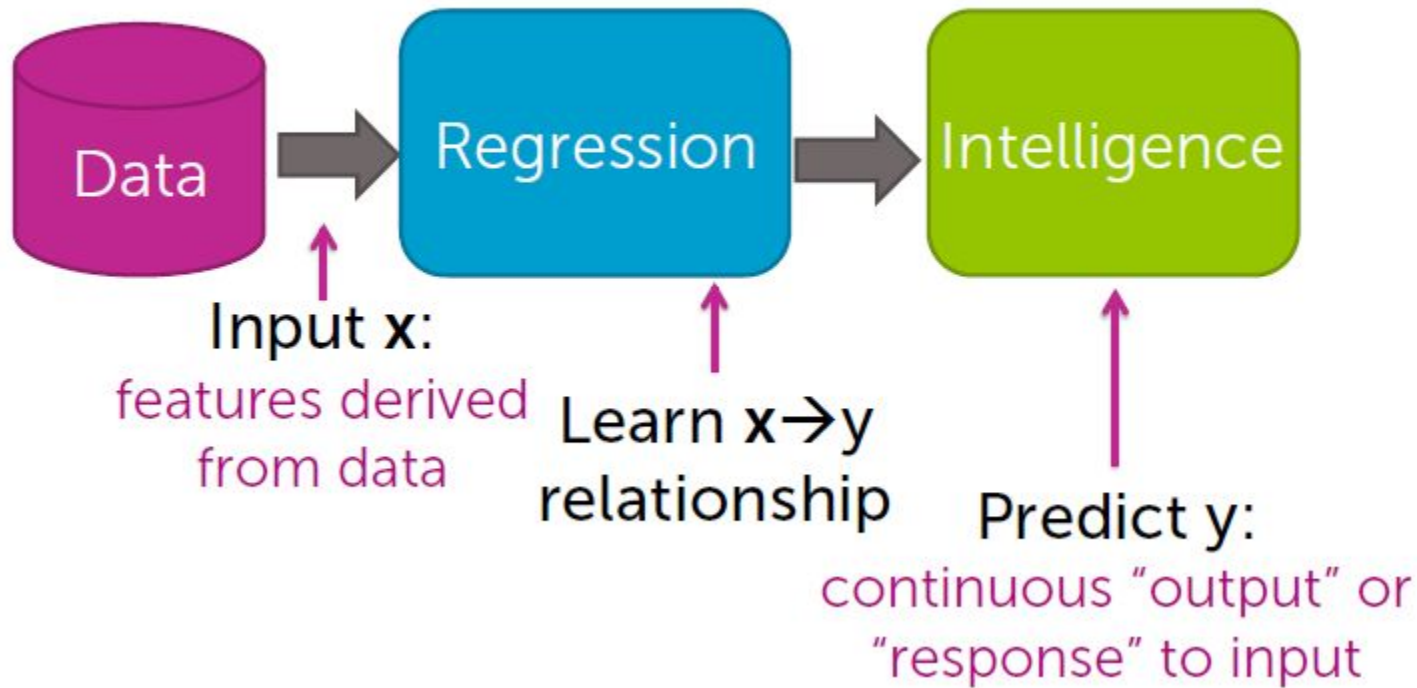 Data
Regression
Intelligence
Input x:
features derived
from data
Learn x→y
relationship
Predict y:
continuous “output” or
“response” to input